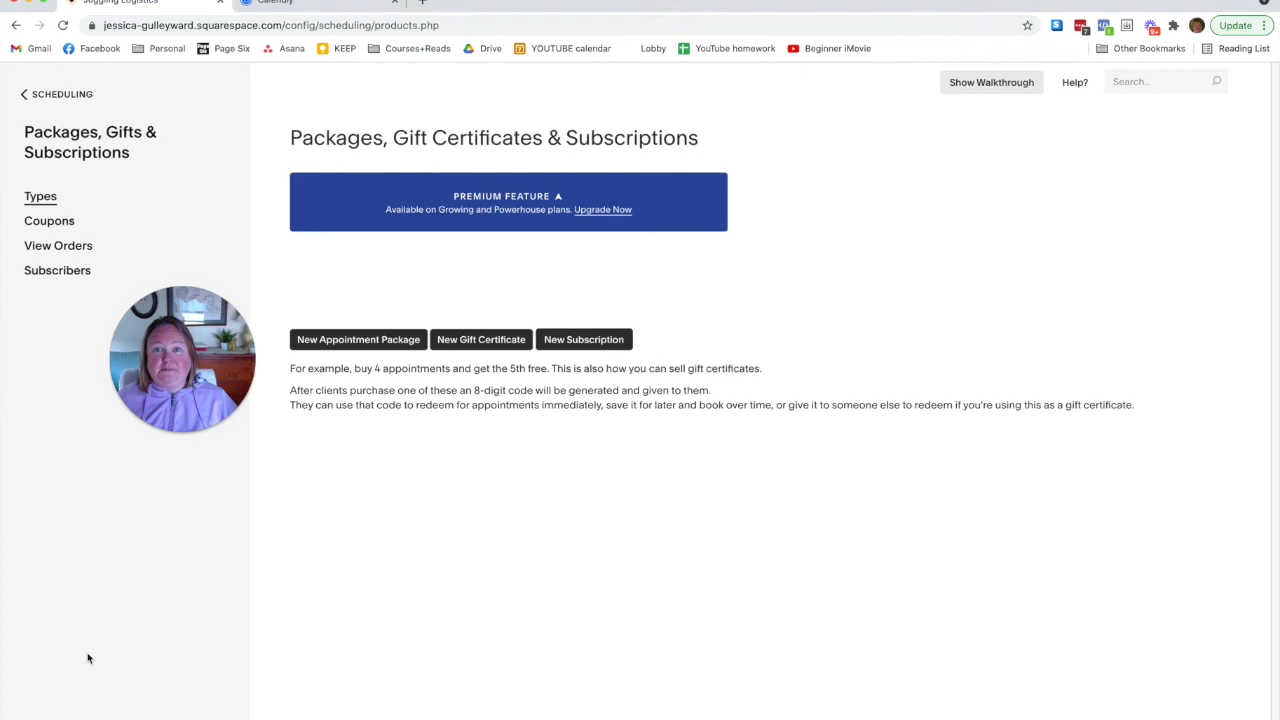 Juggling Logistics
Calendly
jessica-gulleyward.squarespace.com/config/scheduling/products.php
Update
7
1
9+
Gmail
Facebook
Personal
Page Six
Asana
KEEP
Courses+Reads
Drive
YOUTUBE calendar
Lobby
YouTube homework
Beginner iMovie
Other Bookmarks
Reading List
SCHEDULING
Show Walkthrough
Help?
Search...
Packages, Gifts &
Subscriptions
Types
Coupons
View Orders
Subscribers
Packages, Gift Certificates & Subscriptions
PREMIUM FEATURE
Available on Growing and Powerhouse plans. Upgrade Now
New Appointment Package
New Gift Certificate
New Subscription
For example, buy 4 appointments and get the 5th free. This is also how you can sell gift certificates.
After clients purchase one of these an 8-digit code will be generated and given to them.
They can use that code to redeem for appointments immediately, save it for later and book over time, or give it to someone else to redeem if you're using this as a gift certificate.